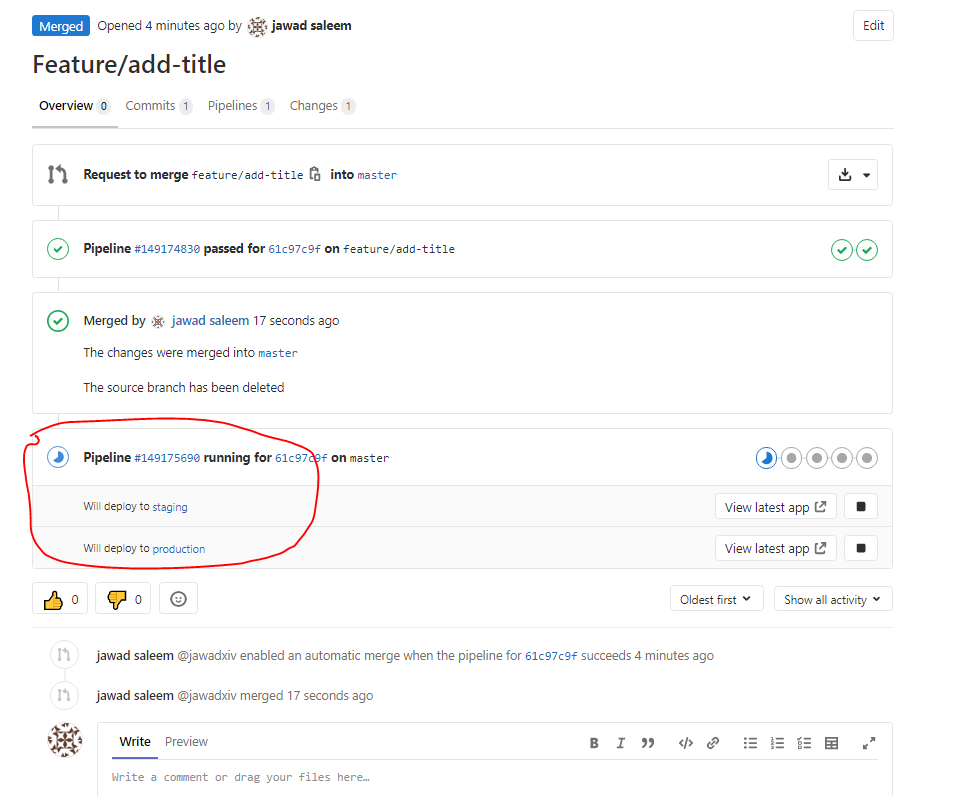 Merged Opened 4 minutes ago by jawad saleem Edit
Feature/add-title
Overview 0 Commits 1 Pipelines 1 Changes 1
Request to merge feature/add-title into master
Pipeline #149174830 passed for 61c97c9f on feature/add-title
Merged by jawad saleem 17 seconds ago
The changes were merged into master
The source branch has been deleted
Pipeline #149175690 running for 61c97c9f on master
Will deploy to staging View latest app
Will deploy to production View latest app
0 0 Oldest first Show all activity
jawad saleem @jawadxiv enabled an automatic merge when the pipeline for 61c97c9f succeeds 4 minutes ago
jawad saleem @jawadxiv merged 17 seconds ago
Write Preview B I
Write a comment or drag your files here…